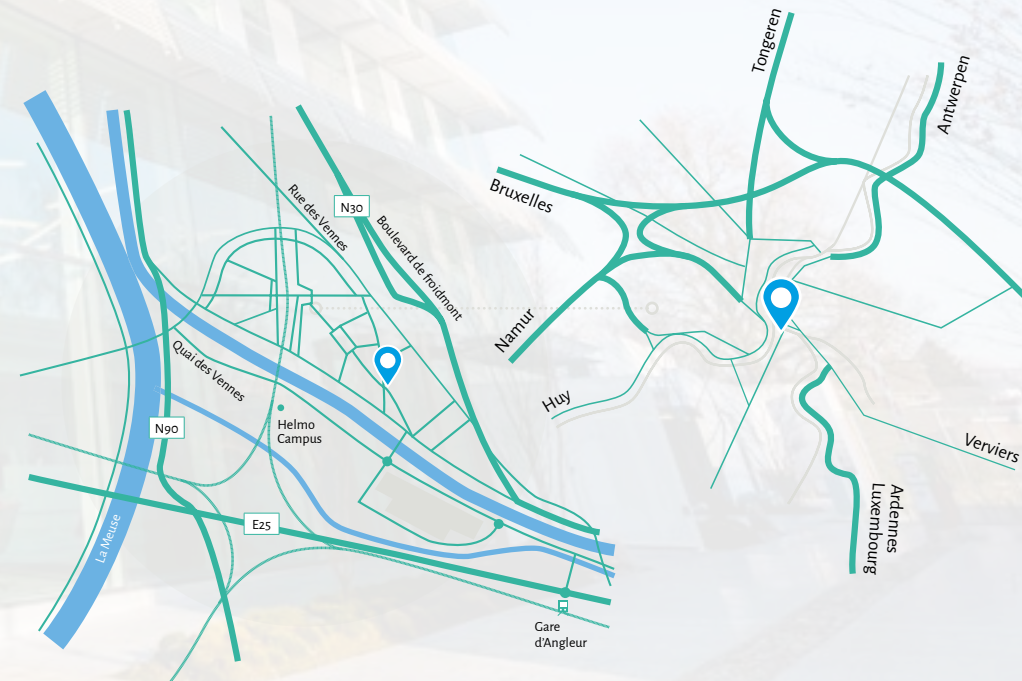 Tongeren
Antwerpen
Bruxelles
Rue des Vennes
N30
Boulevard de froidmont
Namur
Quai des Vennes
Huy
Helmo
Campus
N90
Verviers
E25
La Meuse
Ardennes
Luxembourg
Gare
d'Angleur